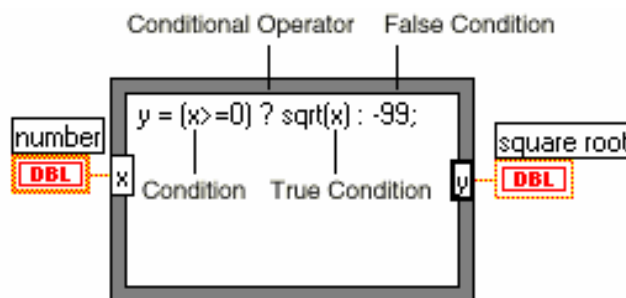 Conditional Operator False Condition
y = (x>=0) ? sqrt(x) : -99;
number
square root
DBL
x
Condition
True Condition
y
DBL